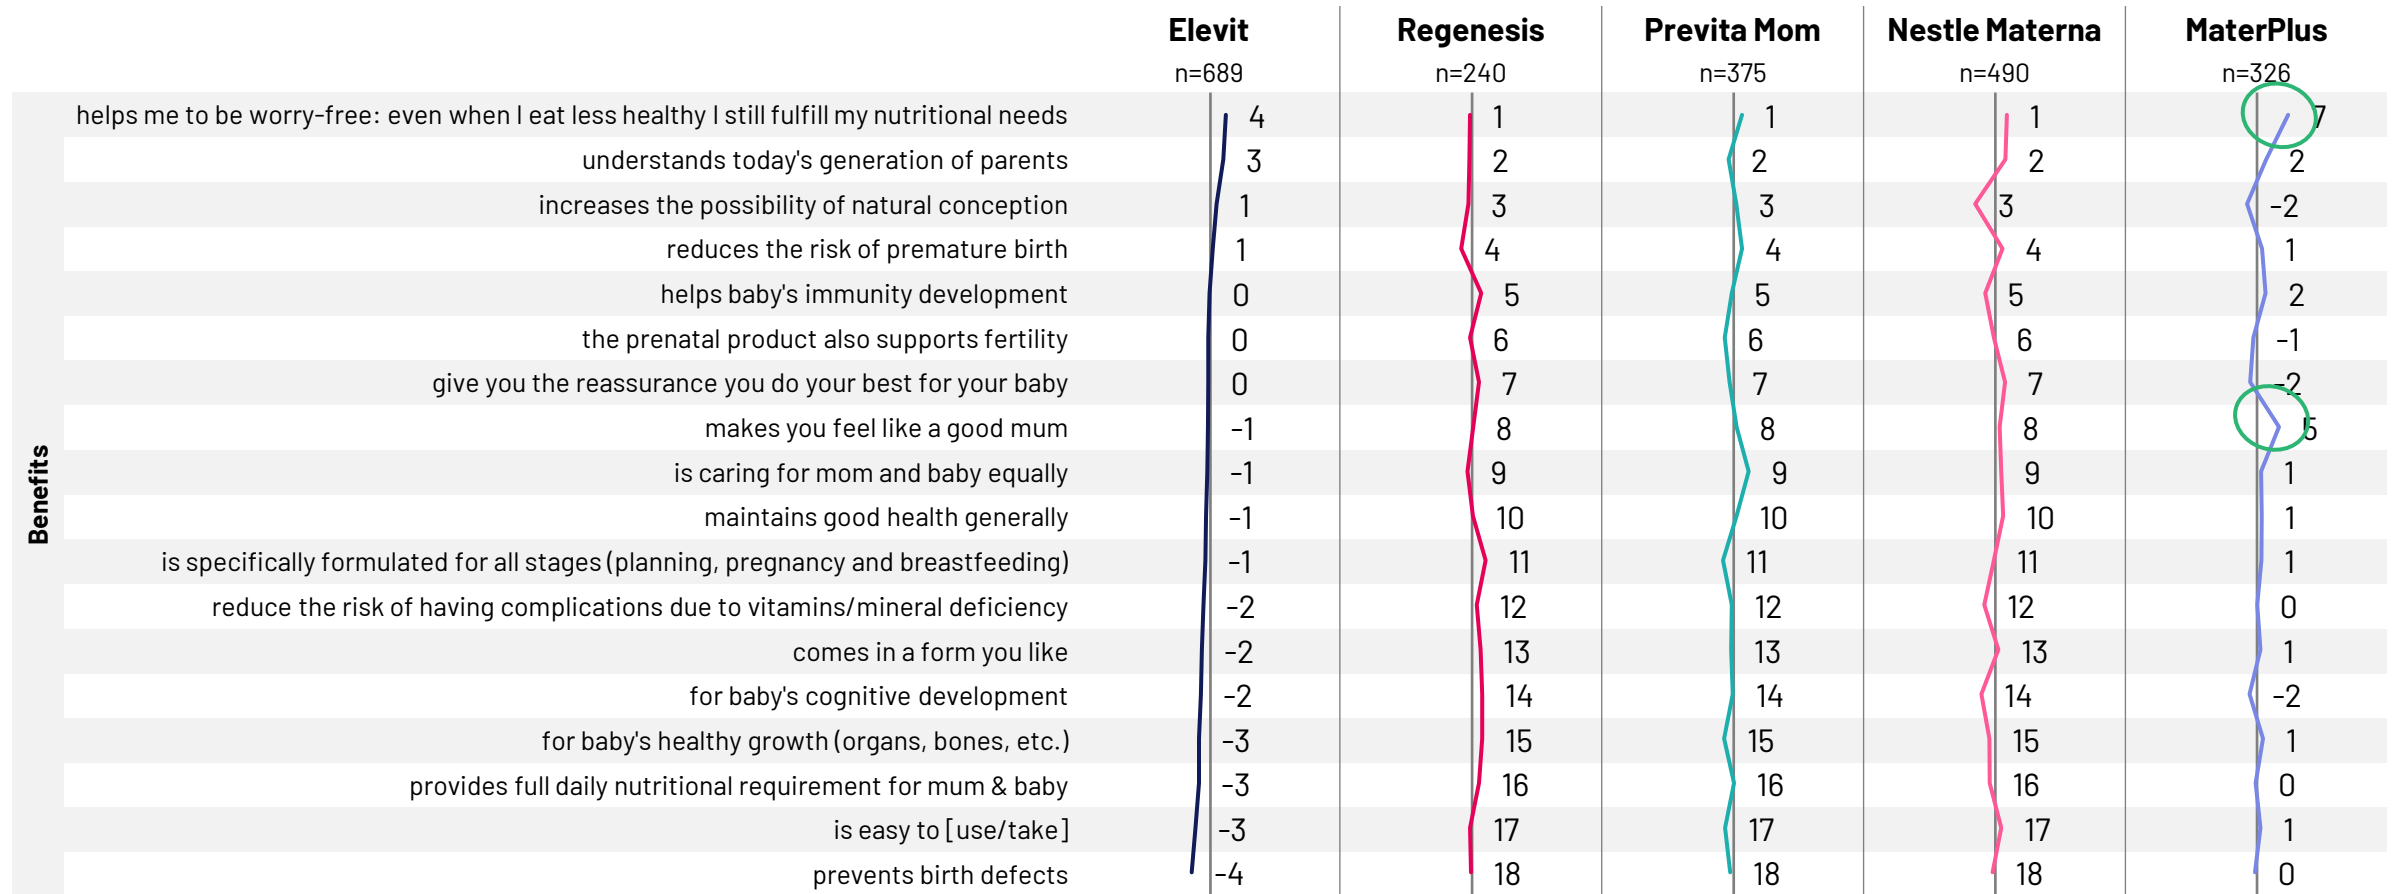 Elevit Regenesis Previta Mom Nestle Materna MaterPlus
n=689 n=240 n=375 n=490 n=326
Benefits
helps me to be worry-free: even when I eat less healthy I still fulfill my nutritional needs 4 1 1 1 7
understands today's generation of parents 3 2 2 2 2
increases the possibility of natural conception 1 3 3 3 -2
reduces the risk of premature birth 1 4 4 4 1
helps baby's immunity development 0 5 5 5 2
the prenatal product also supports fertility 0 6 6 6 -1
give you the reassurance you do your best for your baby 0 7 7 7 -2
makes you feel like a good mum -1 8 8 8 5
is caring for mom and baby equally -1 9 9 9 1
maintains good health generally -1 10 10 10 1
is specifically formulated for all stages (planning, pregnancy and breastfeeding) -1 11 11 11 1
reduce the risk of having complications due to vitamins/mineral deficiency -2 12 12 12 0
comes in a form you like -2 13 13 13 1
for baby's cognitive development -2 14 14 14 -2
for baby's healthy growth (organs, bones, etc.) -3 15 15 15 1
provides full daily nutritional requirement for mum & baby -3 16 16 16 0
is easy to [use/take] -3 17 17 17 1
prevents birth defects -4 18 18 18 0